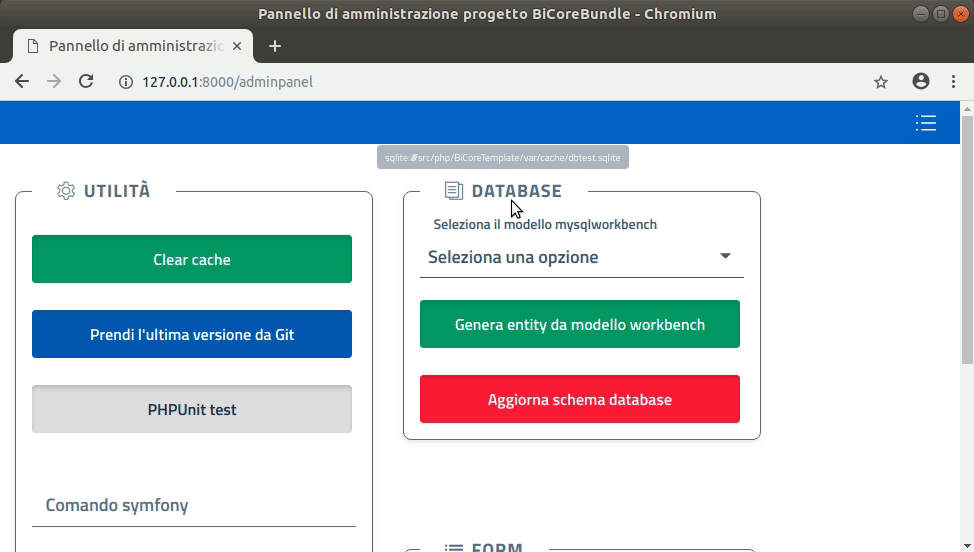 Pannello di amministrazione progetto BiCoreBundle - Chromium
Pannello di amministrazio
127.0.0.1:8000/adminpanel
sqlite:///src/php/BiCoreTemplate/var/cache/dbtest.sqlite
UTILITÀ
Clear cache
Prendi l'ultima versione da Git
PHPUnit test
Comando symfony
DATABASE
Seleziona il modello mysqlworkbench
Seleziona una opzione
Genera entity da modello workbench
Aggiorna schema database
FORM